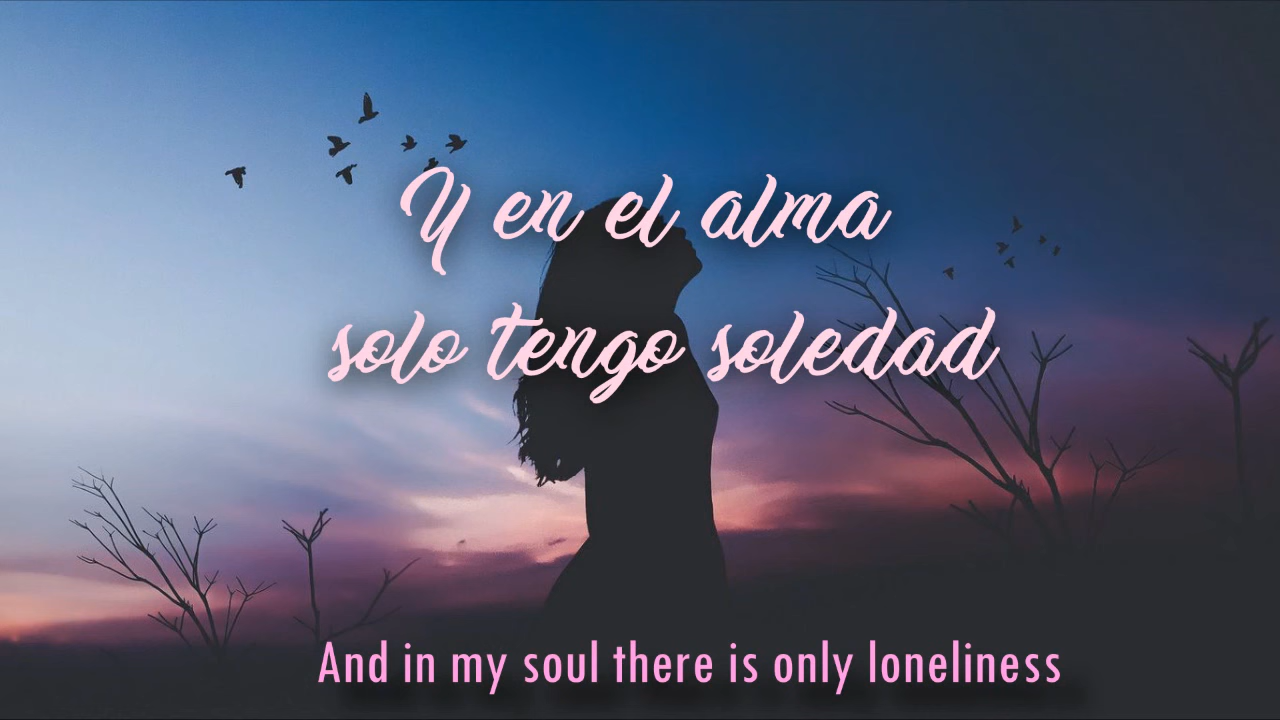 Y en el alma
solo tengo soledad
And in my soul there is only loneliness